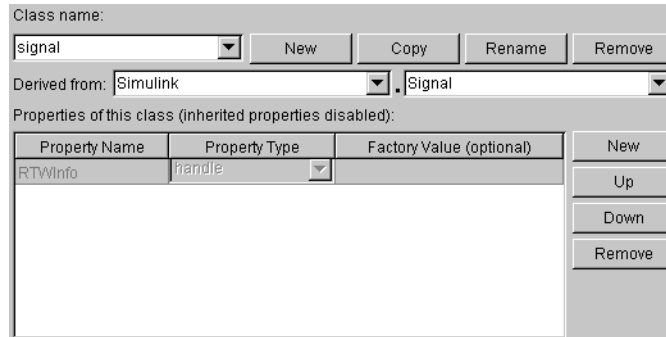 Class name:
signal New Copy Rename Remove
Derived from: Simulink . Signal
Properties of this class (inherited properties disabled):
Property Name Property Type Factory Value (optional) New
RTWInfo handle
Up
Down
Remove